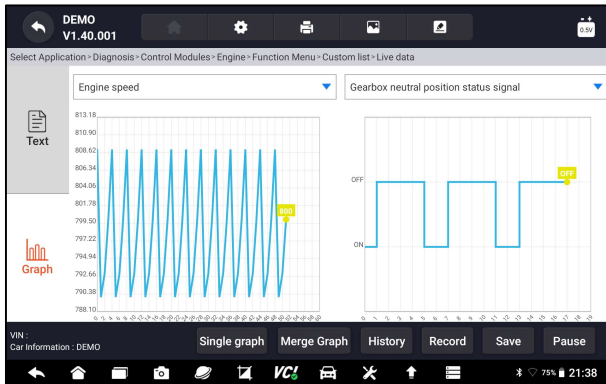 DEMO
V1.40.001
0.5V
Select Application > Diagnosis > Control Modules > Engine > Function Menu > Custom list > Live data
Text
Graph
Engine speed
813.18
810.90
808.62
806.34
804.06
801.78
799.50
797.22
794.94
792.66
790.38
788.10
800
Gearbox neutral position status signal
OFF
ON
OFF
VIN :
Car Information : DEMO
Single graph
Merge Graph
History
Record
Save
Pause
VCI
75%
21:38